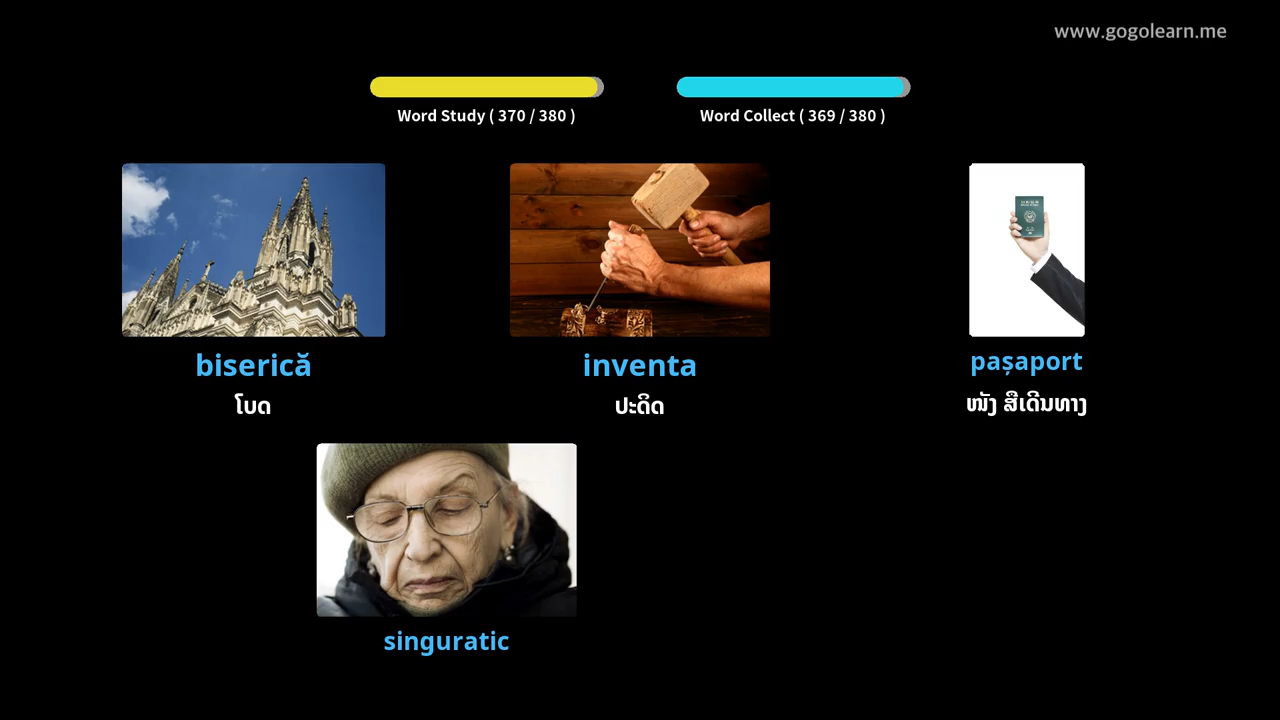 www.gogolearn.me
Word Study ( 370 / 380 )
Word Collect ( 369 / 380 )
biserică
ໂບດ
inventa
ປະດິດ
pașaport
ໜັງ ສືເດີນທາງ
singuratic